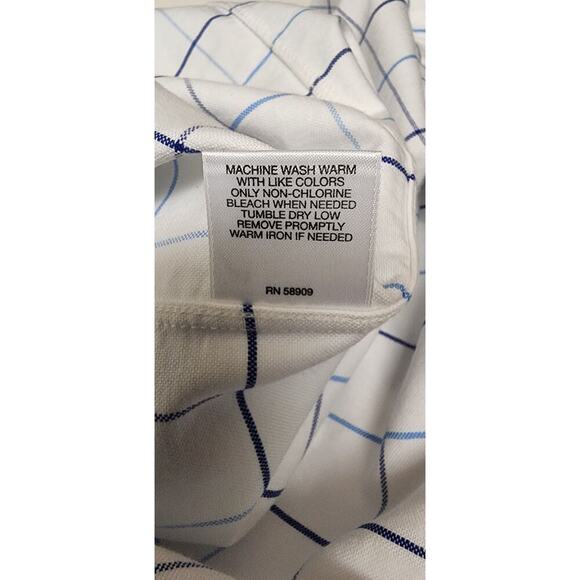 MACHINE WASH WARM
WITH LIKE COLORS
ONLY NON-CHLORINE
BLEACH WHEN NEEDED
TUMBLE DRY LOW
REMOVE PROMPTLY
WARM IRON IF NEEDED
RN 58909